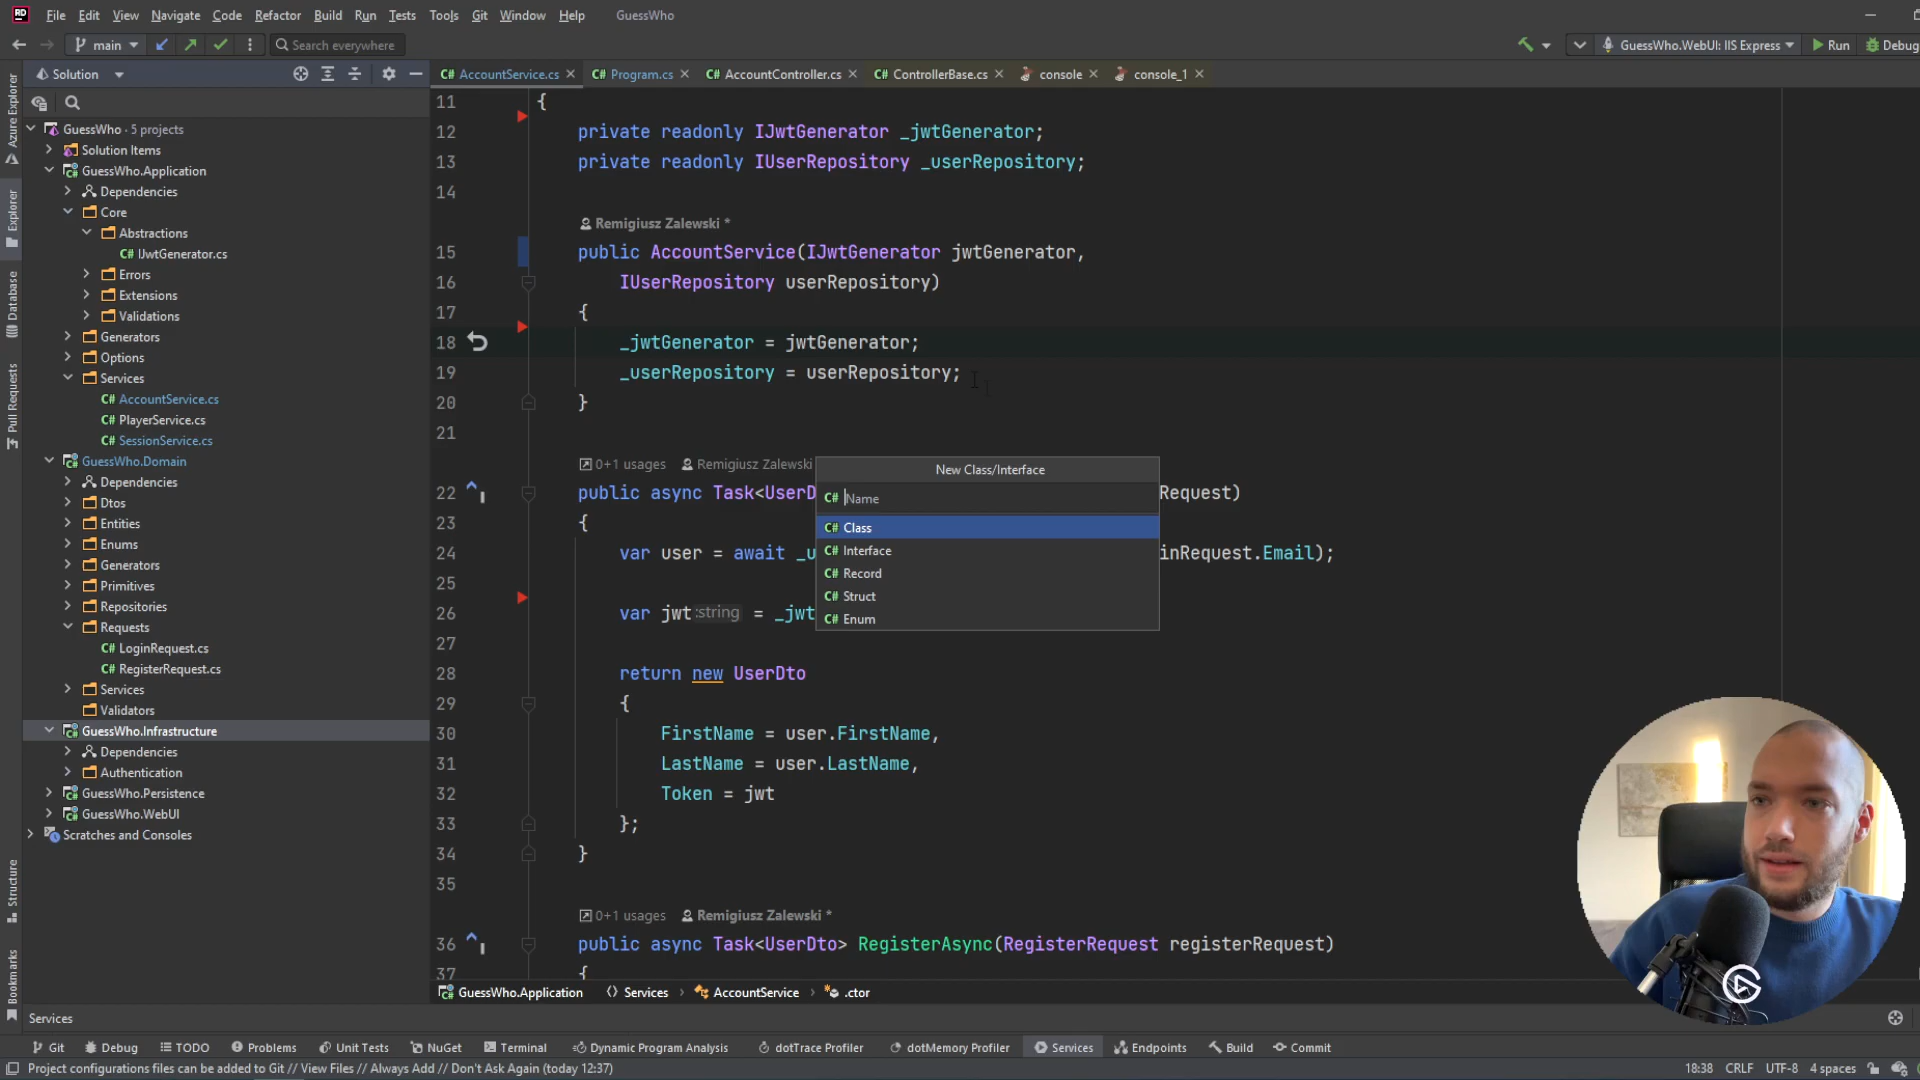 RD File Edit View Navigate Code Refactor Build Run Tests Tools Git Window Help GuessWho
main Search everywhere GuessWho.WebUI: IIS Express Run Debug
Solution AccountService.cs C# Program.cs C# AccountController.cs C# ControllerBase.cs console console_1
GuessWho · 5 projects
Solution Items
GuessWho.Application
Dependencies
Core
Abstractions
C# IJwtGenerator.cs
Errors
Extensions
Validations
Generators
Options
Services
C# AccountService.cs
C# PlayerService.cs
C# SessionService.cs
GuessWho.Domain
Dependencies
Dtos
Entities
Enums
Generators
Primitives
Repositories
Requests
C# LoginRequest.cs
C# RegisterRequest.cs
Services
Validators
GuessWho.Infrastructure
Dependencies
Authentication
GuessWho.Persistence
GuessWho.WebUI
Scratches and Consoles
Azure Explorer
Explorer
Database
Pull Requests
Structure
Bookmarks
11 {
12 private readonly IJwtGenerator _jwtGenerator;
13 private readonly IUserRepository _userRepository;
14
Remigiusz Zalewski *
15 public AccountService(IJwtGenerator jwtGenerator,
16 IUserRepository userRepository)
17 {
18 _jwtGenerator = jwtGenerator;
19 _userRepository = userRepository;
20 }
21
0+1 usages Remigiusz Zalewski
22 public async Task<UserD Request)
23 {
24 var user = await _u inRequest.Email);
25
26 var jwt :string = _jwt
27
28 return new UserDto
29 {
30 FirstName = user.FirstName,
31 LastName = user.LastName,
32 Token = jwt
33 };
34 }
35
0+1 usages Remigiusz Zalewski *
36 public async Task<UserDto> RegisterAsync(RegisterRequest registerRequest)
37 {
New Class/Interface
C# Name
C# Class
C# Interface
C# Record
C# Struct
C# Enum
GuessWho.Application Services AccountService .ctor
Services
Git Debug TODO Problems Unit Tests NuGet Terminal Dynamic Program Analysis dotTrace Profiler dotMemory Profiler Services Endpoints Build Commit
Project configurations files can be added to Git // View Files // Always Add // Don't Ask Again (today 12:37) 18:38 CRLF UTF-8 4 spaces